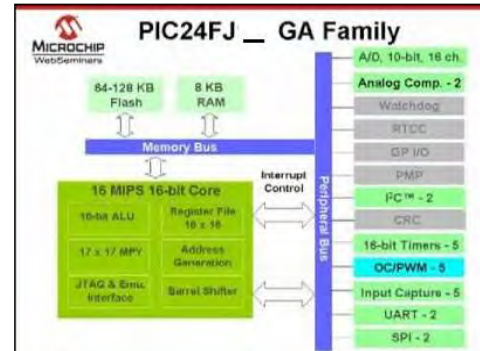 MICROCHIP
WebSeminars
PIC24FJ _ GA Family
64-128 KB
Flash
8 KB
RAM
Memory Bus
16 MIPS 16-bit Core
16-bit ALU
Register File
16 x 16
17 x 17 MPY
Address
Generation
JTAG & Emu.
Interface
Barrel Shifter
Interrupt
Control
Peripheral Bus
A/D, 10-bit, 16 ch.
Analog Comp. - 2
Watchdog
RTCC
GP I/O
PMP
I²C™ - 2
CRC
16-bit Timers - 5
OC/PWM - 5
Input Capture - 5
UART - 2
SPI - 2